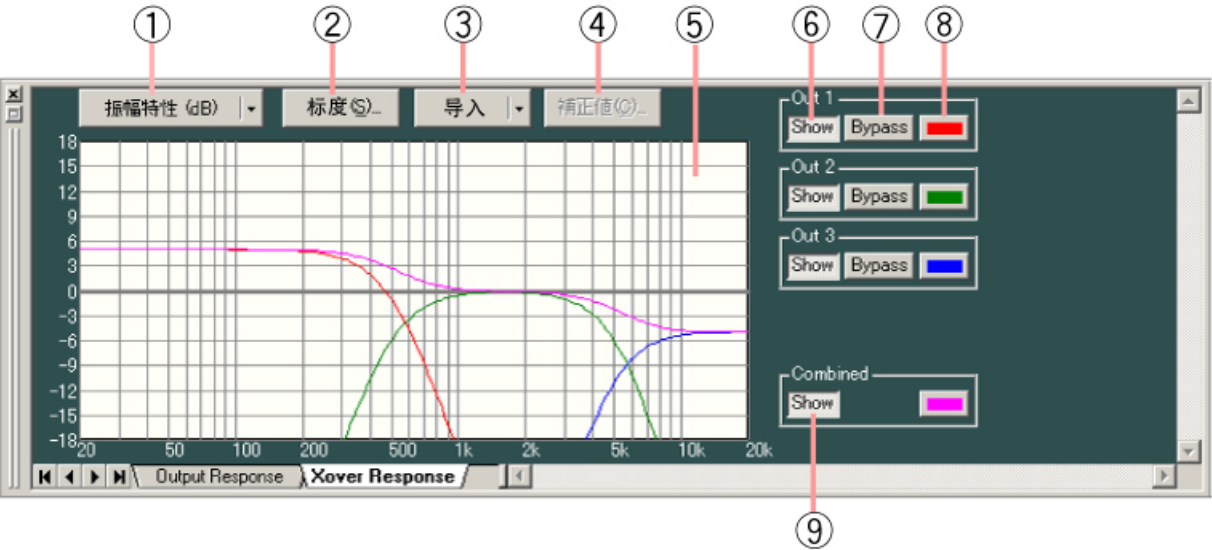 ① ② ③ ④ ⑤ ⑥ ⑦ ⑧
振幅特性 (dB) 标度(S)... 导入 補正值(C)...
Out 1
Show Bypass
Out 2
Show Bypass
Out 3
Show Bypass
Combined
Show
18
15
12
9
6
3
0
-3
-6
-9
-12
-15
-18
20 50 100 200 500 1k 2k 5k 10k 20k
Output Response Xover Response
⑨